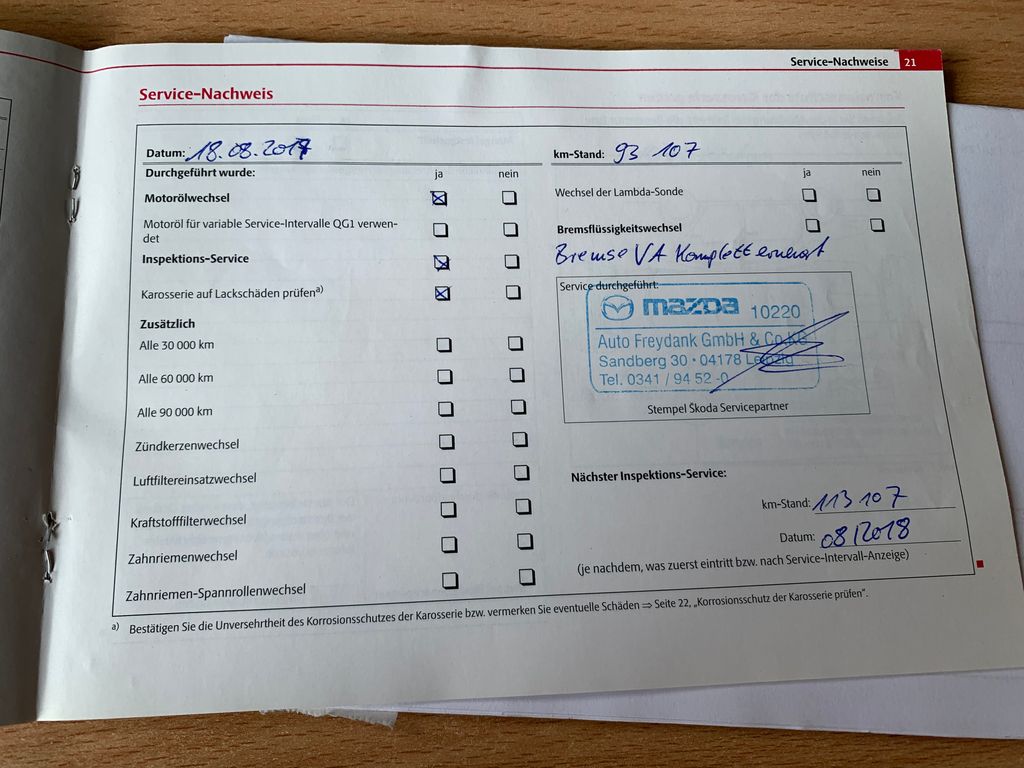 Service-Nachweise 21
Service-Nachweis
Datum: 18.08.2017
km-Stand: 93 107
Durchgeführt wurde: ja nein
ja nein
Motorölwechsel
Wechsel der Lambda-Sonde
Motoröl für variable Service-Intervalle QG1 verwen-
det
Bremsflüssigkeitswechsel
Bremse VA Komplett erneuert
Inspektions-Service
Karosserie auf Lackschäden prüfena)
Zusätzlich
Alle 30 000 km
Alle 60 000 km
Alle 90 000 km
Zündkerzenwechsel
Luftfiltereinsatzwechsel
Kraftstofffilterwechsel
Zahnriemenwechsel
Zahnriemen-Spannrollenwechsel
Service durchgeführt:
mazda 10220
Auto Freydank GmbH & Co.KG
Sandberg 30 • 04178 Leipzig
Tel. 0341 / 94 52 -0
Stempel Škoda Servicepartner
Nächster Inspektions-Service:
km-Stand: 113 107
Datum: 08/2018
(je nachdem, was zuerst eintritt bzw. nach Service-Intervall-Anzeige)
a) Bestätigen Sie die Unversehrtheit des Korrosionsschutzes der Karosserie bzw. vermerken Sie eventuelle Schäden ⇒ Seite 22, „Korrosionsschutz der Karosserie prüfen“.